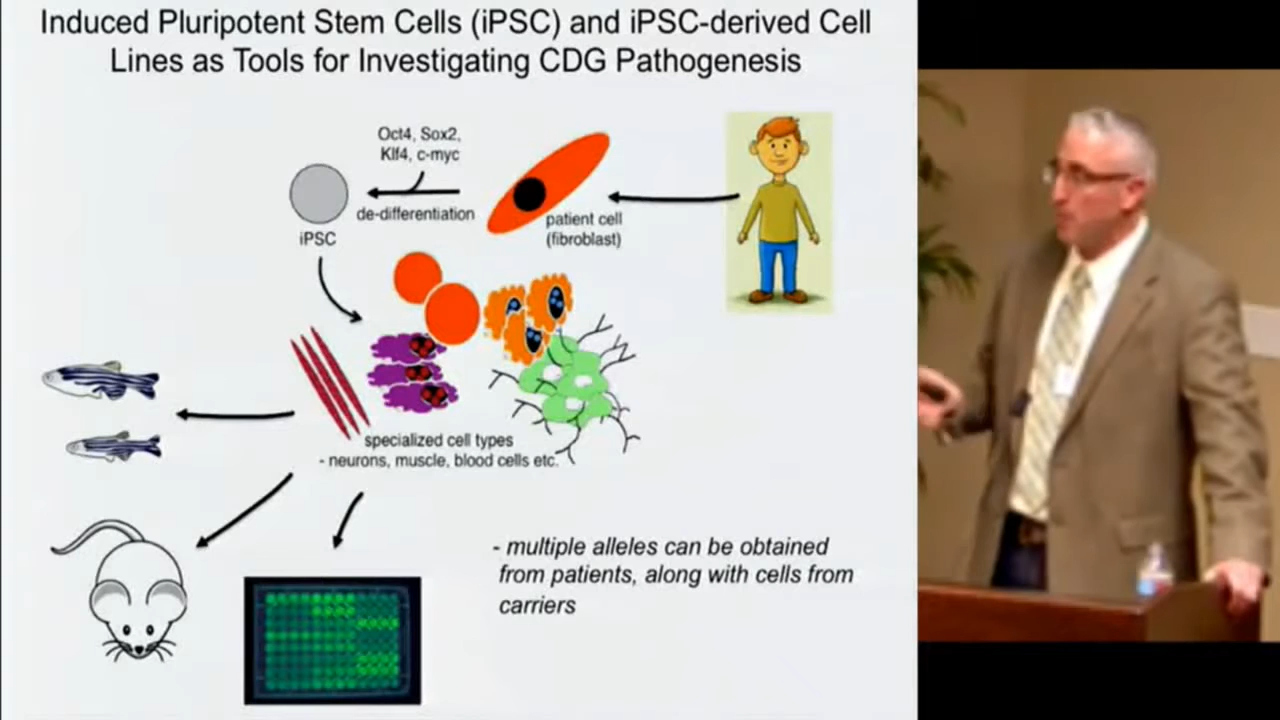 Induced Pluripotent Stem Cells (iPSC) and iPSC-derived Cell
Lines as Tools for Investigating CDG Pathogenesis
Oct4, Sox2,
Klf4, c-myc
de-differentiation
iPSC
patient cell
(fibroblast)
specialized cell types
- neurons, muscle, blood cells etc.
- multiple alleles can be obtained
from patients, along with cells from
carriers